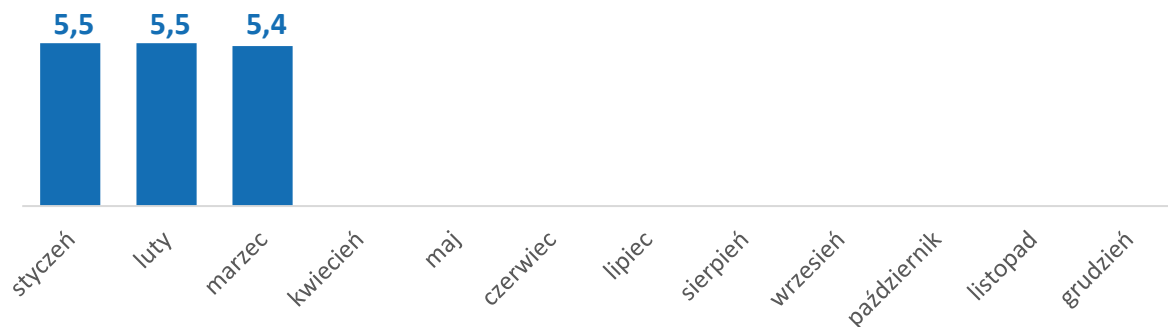 5,5 5,5 5,4
styczeń luty marzec kwiecień maj czerwiec lipiec sierpień wrzesień październik listopad grudzień